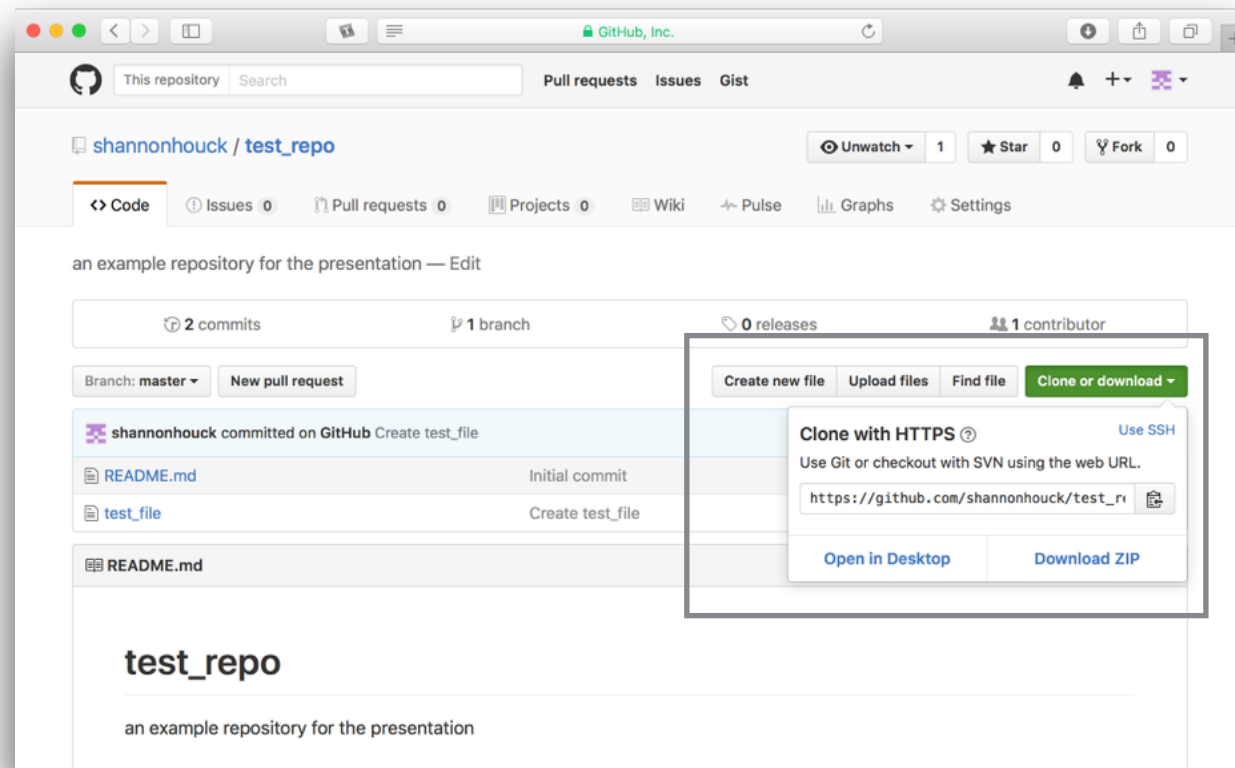 GitHub, Inc.
This repository Search Pull requests Issues Gist
shannonhouck / test_repo Unwatch 1 Star 0 Fork 0
<> Code Issues 0 Pull requests 0 Projects 0 Wiki Pulse Graphs Settings
an example repository for the presentation — Edit
2 commits 1 branch 0 releases 1 contributor
Branch: master New pull request Create new file Upload files Find file Clone or download
shannonhouck committed on GitHub Create test_file
README.md Initial commit
test_file Create test_file
Clone with HTTPS Use SSH
Use Git or checkout with SVN using the web URL.
https://github.com/shannonhouck/test_re
Open in Desktop Download ZIP
README.md
test_repo
an example repository for the presentation